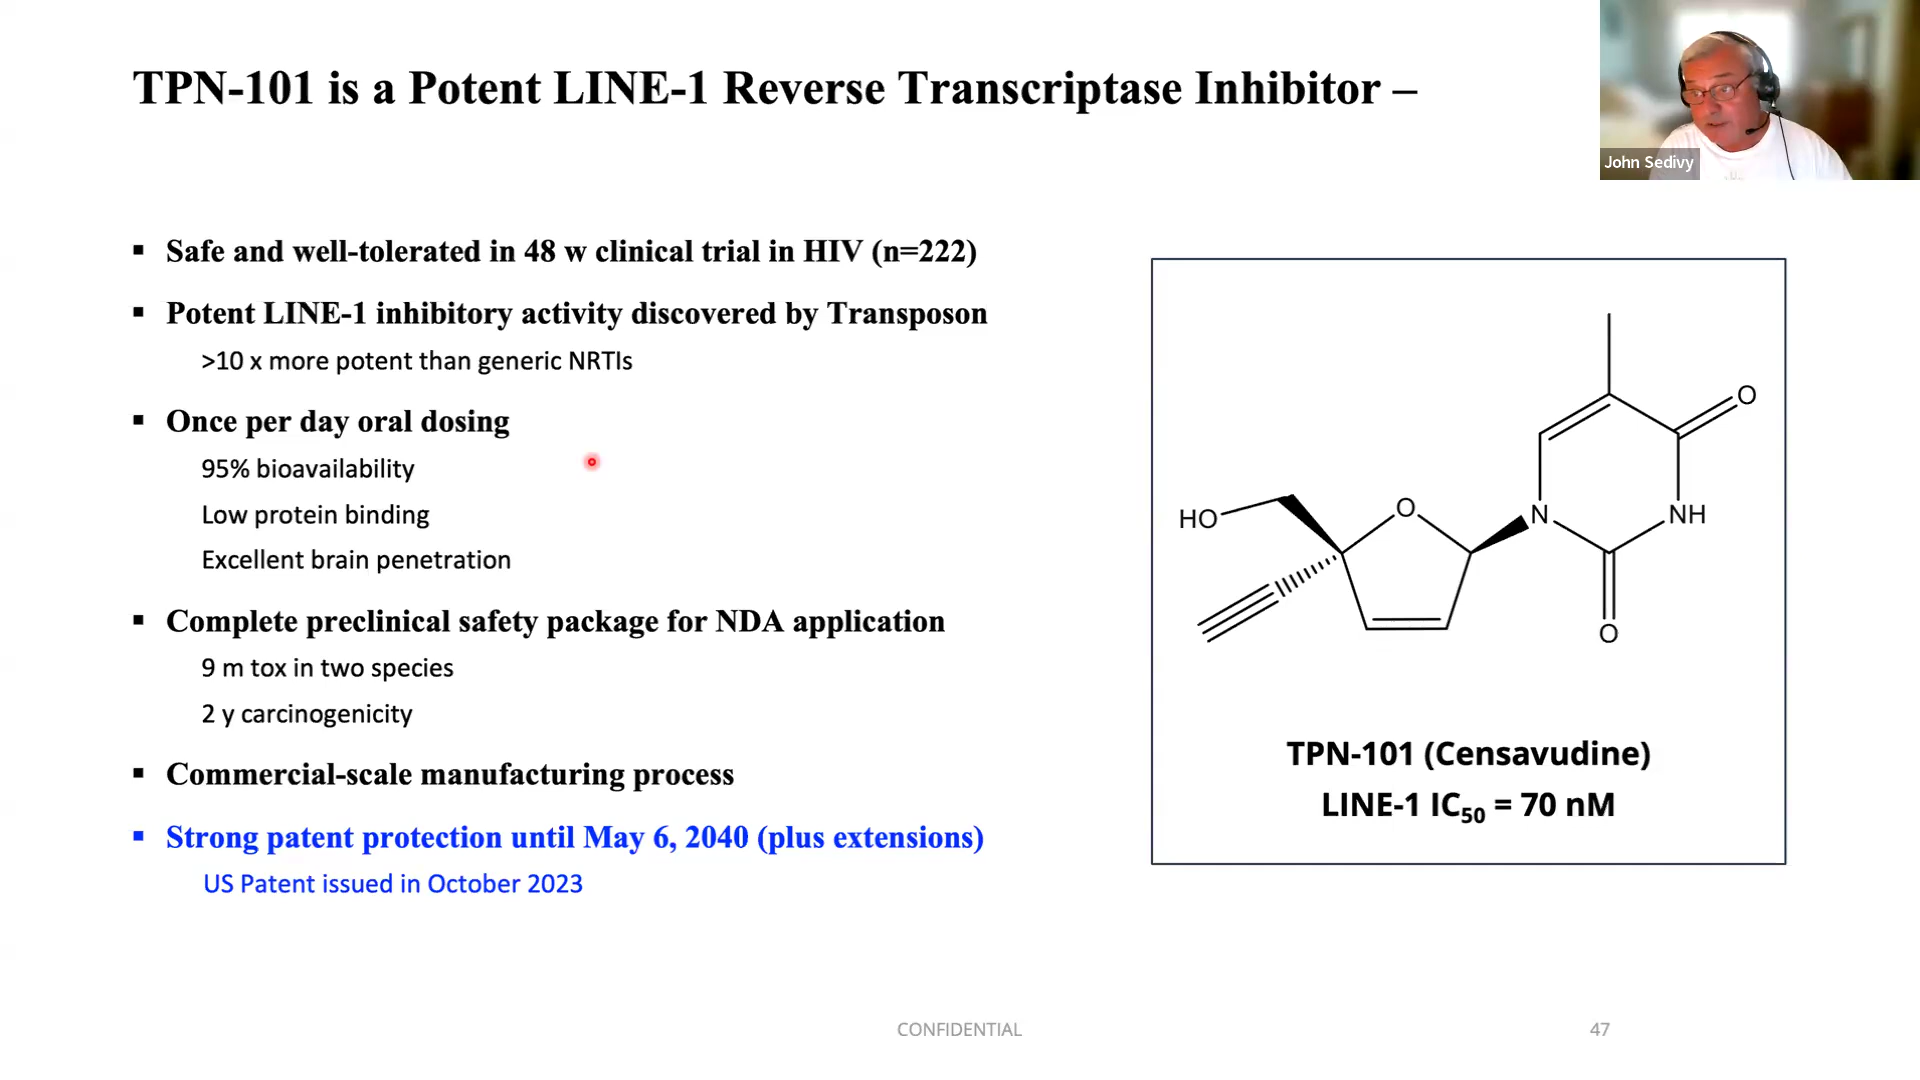 TPN-101 is a Potent LINE-1 Reverse Transcriptase Inhibitor –
John Sedivy
▪ Safe and well-tolerated in 48 w clinical trial in HIV (n=222)
▪ Potent LINE-1 inhibitory activity discovered by Transposon
>10 x more potent than generic NRTIs
▪ Once per day oral dosing
95% bioavailability
Low protein binding
Excellent brain penetration
▪ Complete preclinical safety package for NDA application
9 m tox in two species
2 y carcinogenicity
▪ Commercial-scale manufacturing process
▪ Strong patent protection until May 6, 2040 (plus extensions)
US Patent issued in October 2023
O
HO
O
N
NH
O
TPN-101 (Censavudine)
LINE-1 IC50 = 70 nM
CONFIDENTIAL
47